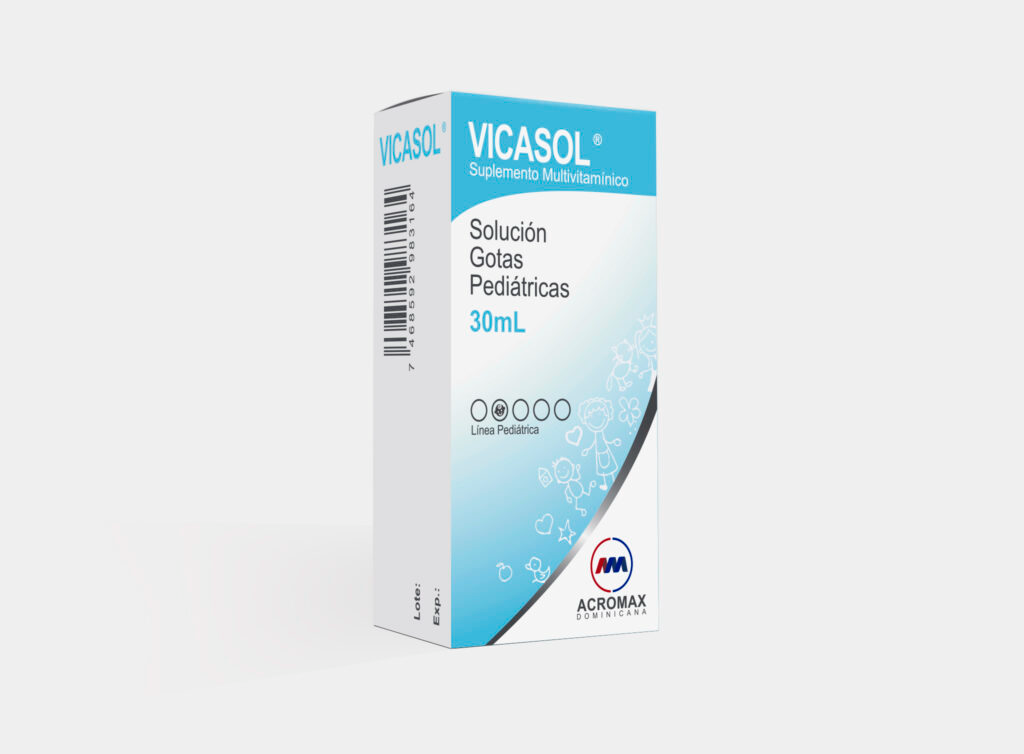 VICASOL®
7 468592 983164
Lote:
Exp.:
VICASOL®
Suplemento Multivitamínico
Solución
Gotas
Pediátricas
30mL
Línea Pediátrica
ACROMAX
DOMINICANA